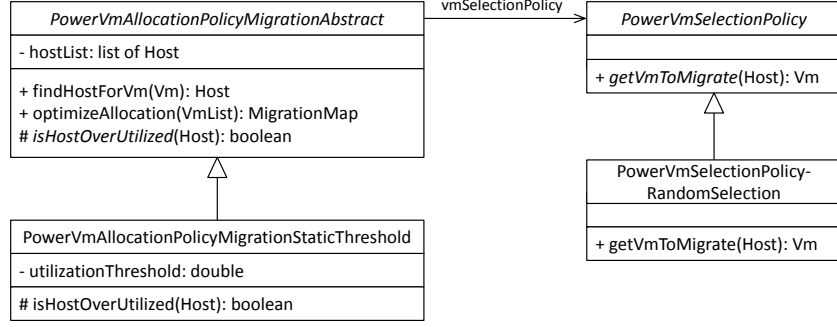 PowerVmAllocationPolicyMigrationAbstract
- hostList: list of Host
+ findHostForVm(Vm): Host
+ optimizeAllocation(VmList): MigrationMap
# isHostOverUtilized(Host): boolean
vmSelectionPolicy
PowerVmSelectionPolicy
+ getVmToMigrate(Host): Vm
PowerVmAllocationPolicyMigrationStaticThreshold
- utilizationThreshold: double
# isHostOverUtilized(Host): boolean
PowerVmSelectionPolicy-
RandomSelection
+ getVmToMigrate(Host): Vm